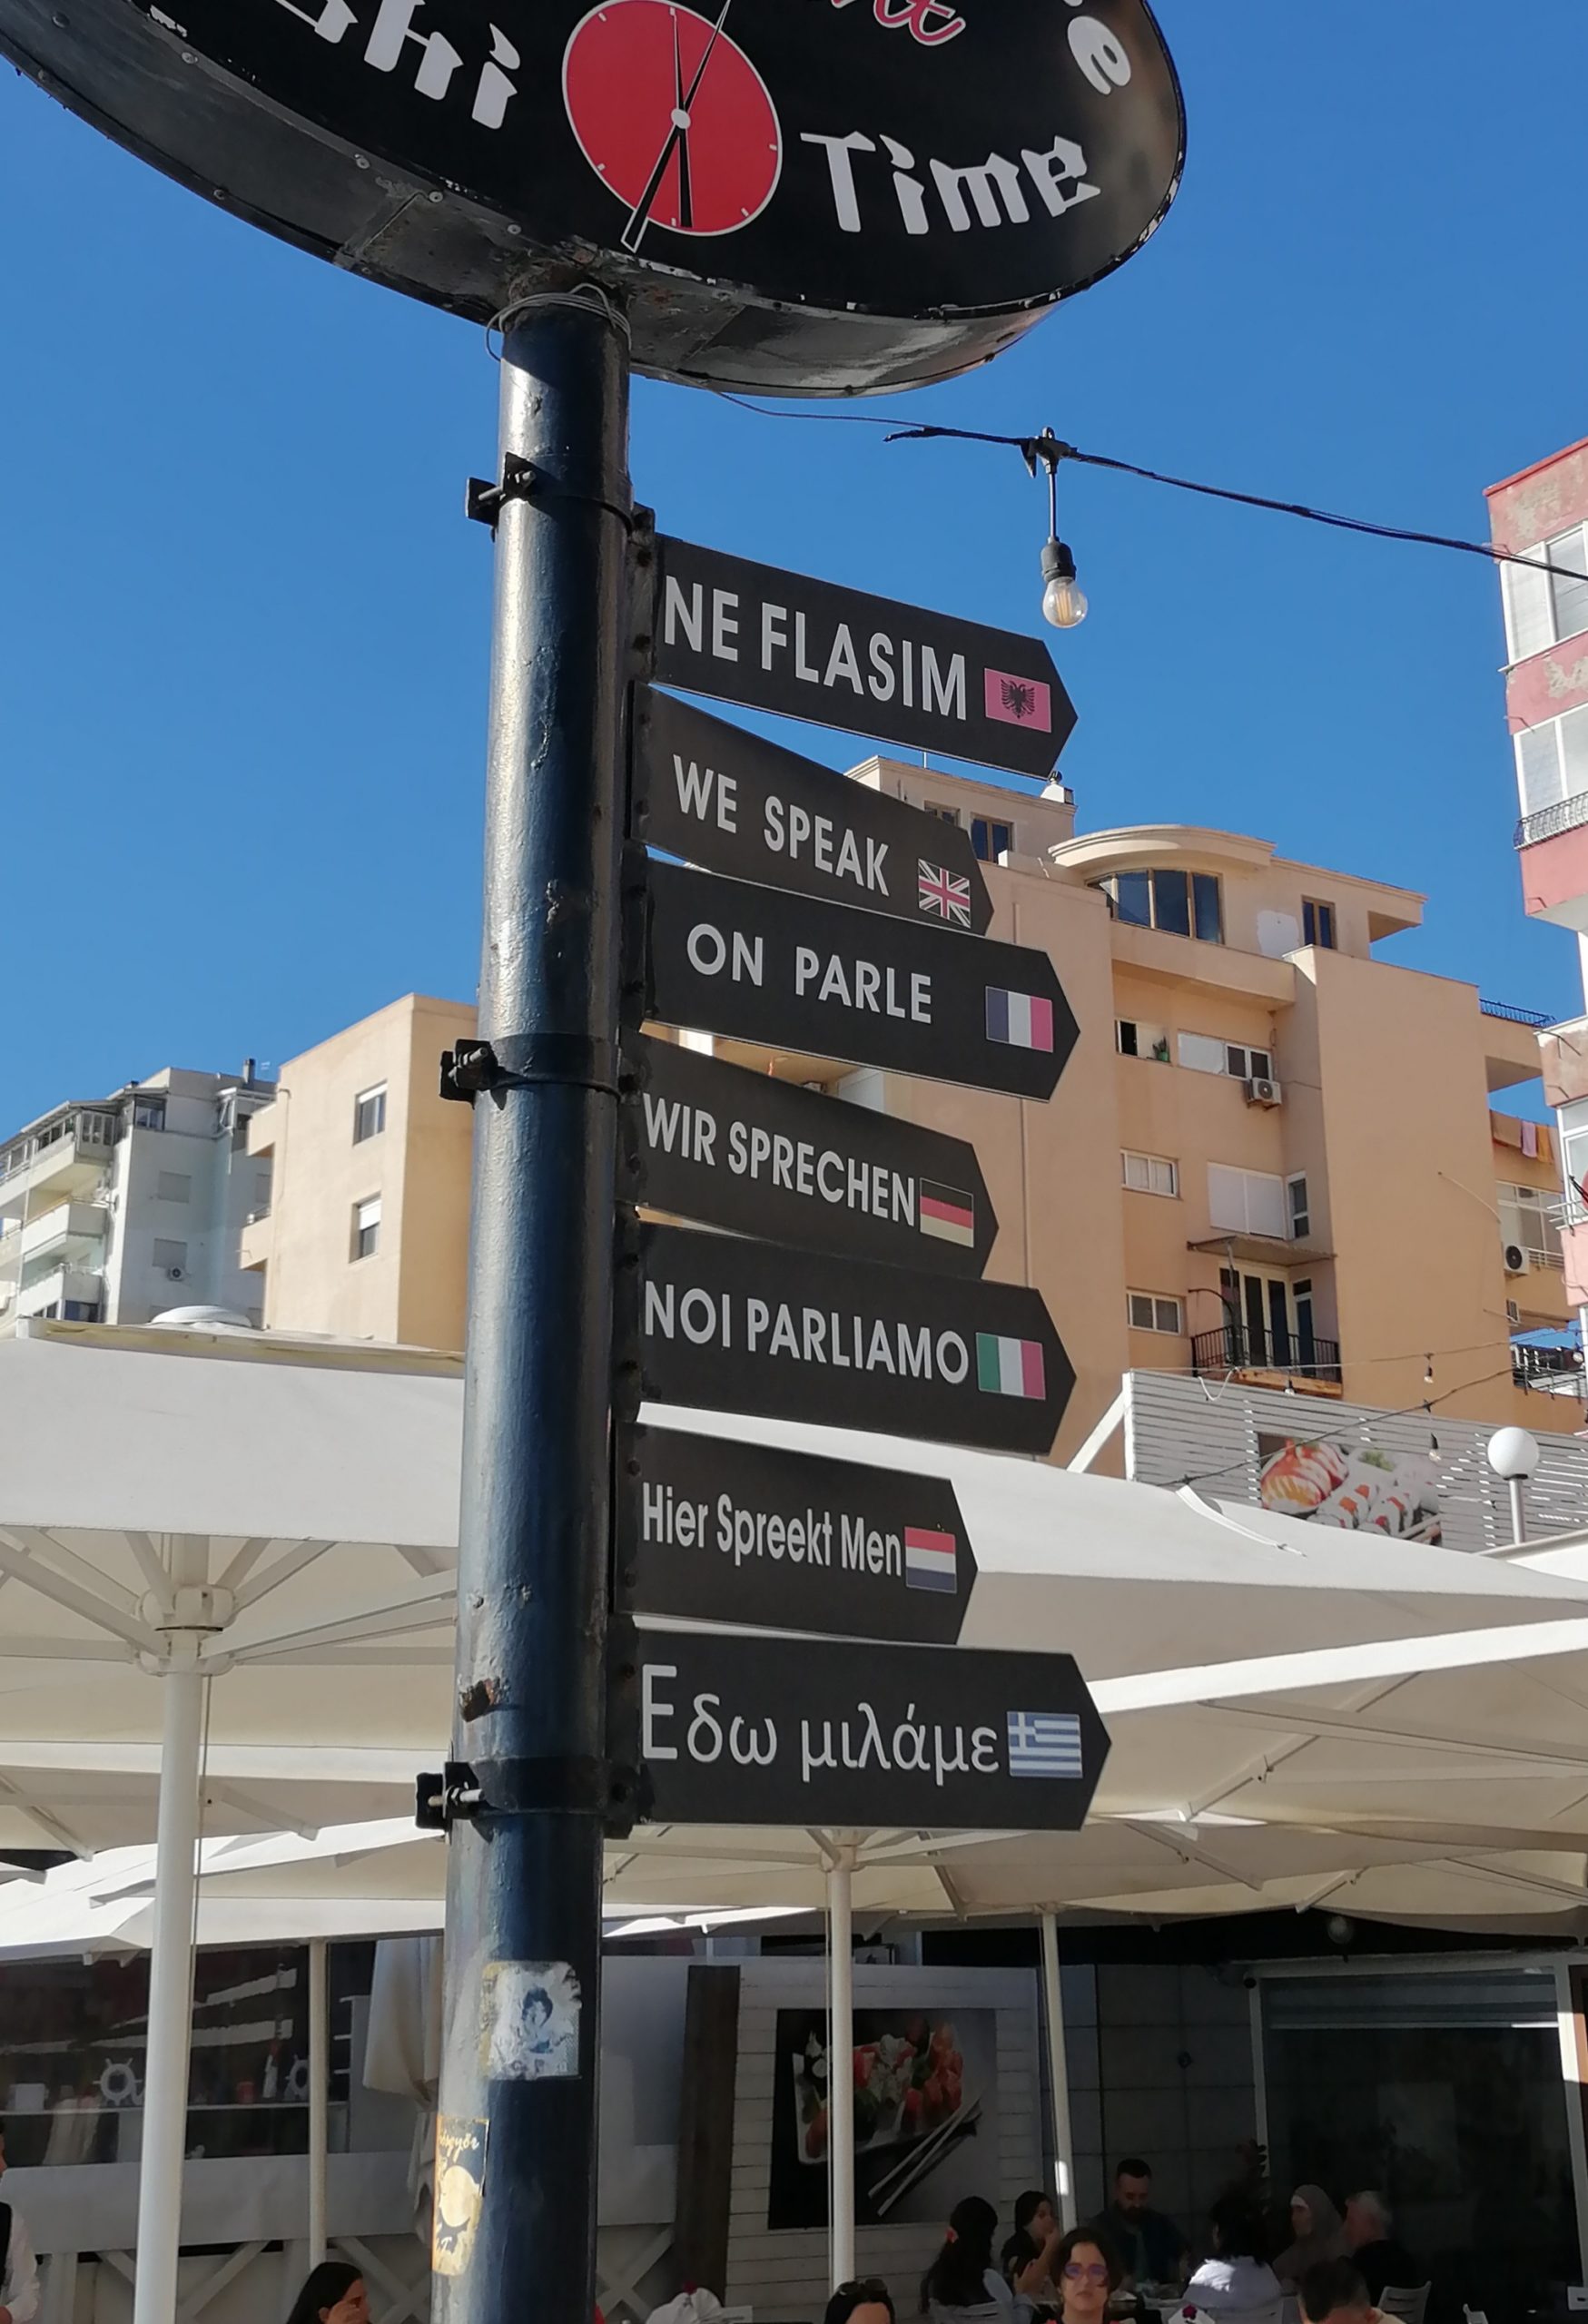 Time
NE FLASIM
WE SPEAK
ON PARLE
WIR SPRECHEN
NOI PARLIAMO
Hier Spreekt Men
Εδω μιλάμε